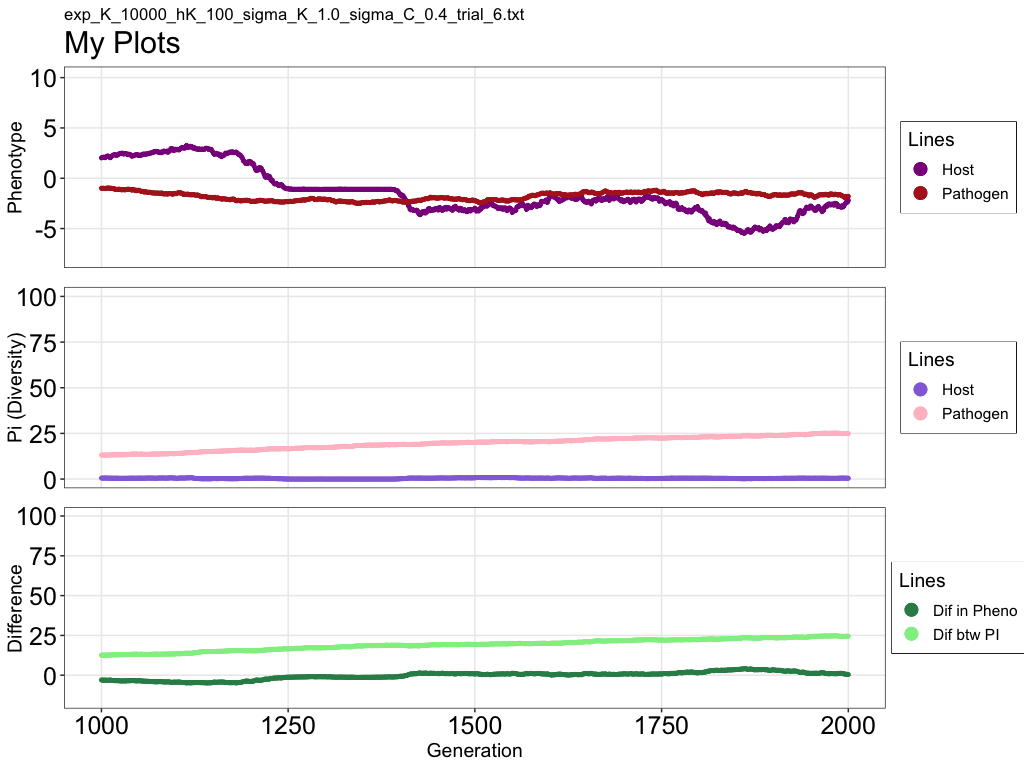 exp_K_10000_hK_100_sigma_K_1.0_sigma_C_0.4_trial_6.txt
My Plots
Phenotype
10
5
0
-5
Lines
Host
Pathogen
Pi (Diversity)
100
75
50
25
0
Lines
Host
Pathogen
Difference
100
75
50
25
0
Lines
Dif in Pheno
Dif btw PI
1000 1250 1500 1750 2000
Generation